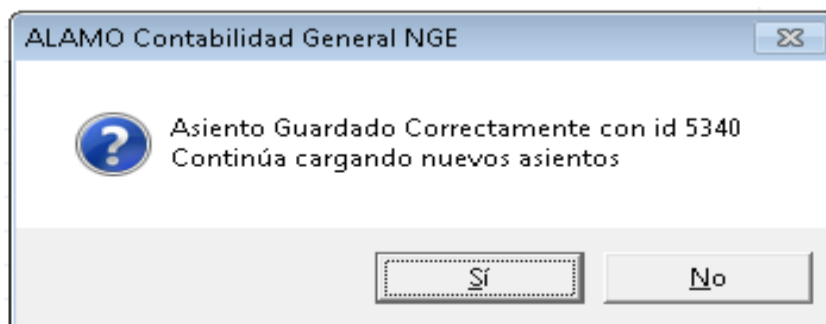 ALAMO Contabilidad General NGE
Asiento Guardado Correctamente con id 5340
Continúa cargando nuevos asientos
Sí
No